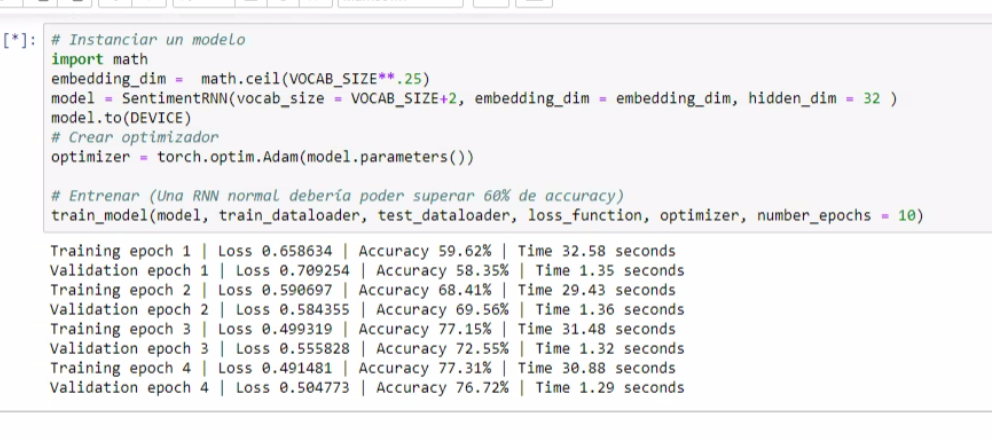 [*]: # Instanciar un modelo
import math
embedding_dim = math.ceil(VOCAB_SIZE**.25)
model = SentimentRNN(vocab_size = VOCAB_SIZE+2, embedding_dim = embedding_dim, hidden_dim = 32 )
model.to(DEVICE)
# Crear optimizador
optimizer = torch.optim.Adam(model.parameters())
# Entrenar (Una RNN normal debería poder superar 60% de accuracy)
train_model(model, train_dataloader, test_dataloader, loss_function, optimizer, number_epochs = 10)
Training epoch 1 | Loss 0.658634 | Accuracy 59.62% | Time 32.58 seconds
Validation epoch 1 | Loss 0.709254 | Accuracy 58.35% | Time 1.35 seconds
Training epoch 2 | Loss 0.590697 | Accuracy 68.41% | Time 29.43 seconds
Validation epoch 2 | Loss 0.584355 | Accuracy 69.56% | Time 1.36 seconds
Training epoch 3 | Loss 0.499319 | Accuracy 77.15% | Time 31.48 seconds
Validation epoch 3 | Loss 0.555828 | Accuracy 72.55% | Time 1.32 seconds
Training epoch 4 | Loss 0.491481 | Accuracy 77.31% | Time 30.88 seconds
Validation epoch 4 | Loss 0.504773 | Accuracy 76.72% | Time 1.29 seconds